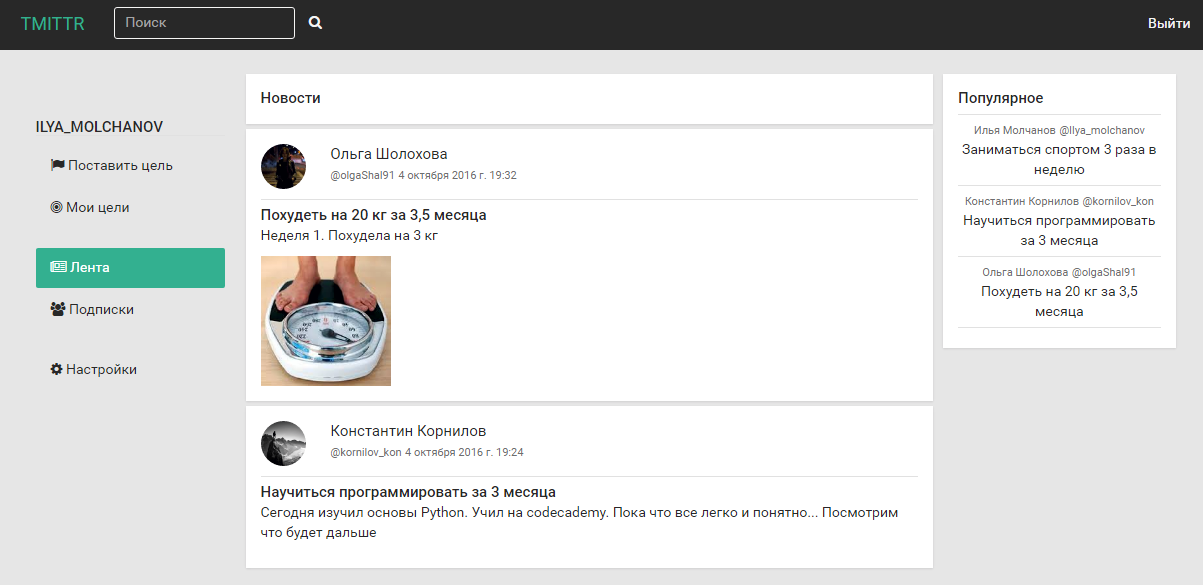 TMITTR
Поиск
Выйти
ILYA_MOLCHANOV
Поставить цель
Мои цели
Лента
Подписки
Настройки
Новости
Ольга Шолохова
@olgaShal91 4 октября 2016 г. 19:32
Похудеть на 20 кг за 3,5 месяца
Неделя 1. Похудела на 3 кг
Константин Корнилов
@kornilov_kon 4 октября 2016 г. 19:24
Научиться программировать за 3 месяца
Сегодня изучил основы Python. Учил на codecademy. Пока что все легко и понятно... Посмотрим
что будет дальше
Популярное
Илья Молчанов @ilya_molchanov
Заниматься спортом 3 раза в
неделю
Константин Корнилов @kornilov_kon
Научиться программировать
за 3 месяца
Ольга Шолохова @olgaShal91
Похудеть на 20 кг за 3,5
месяца